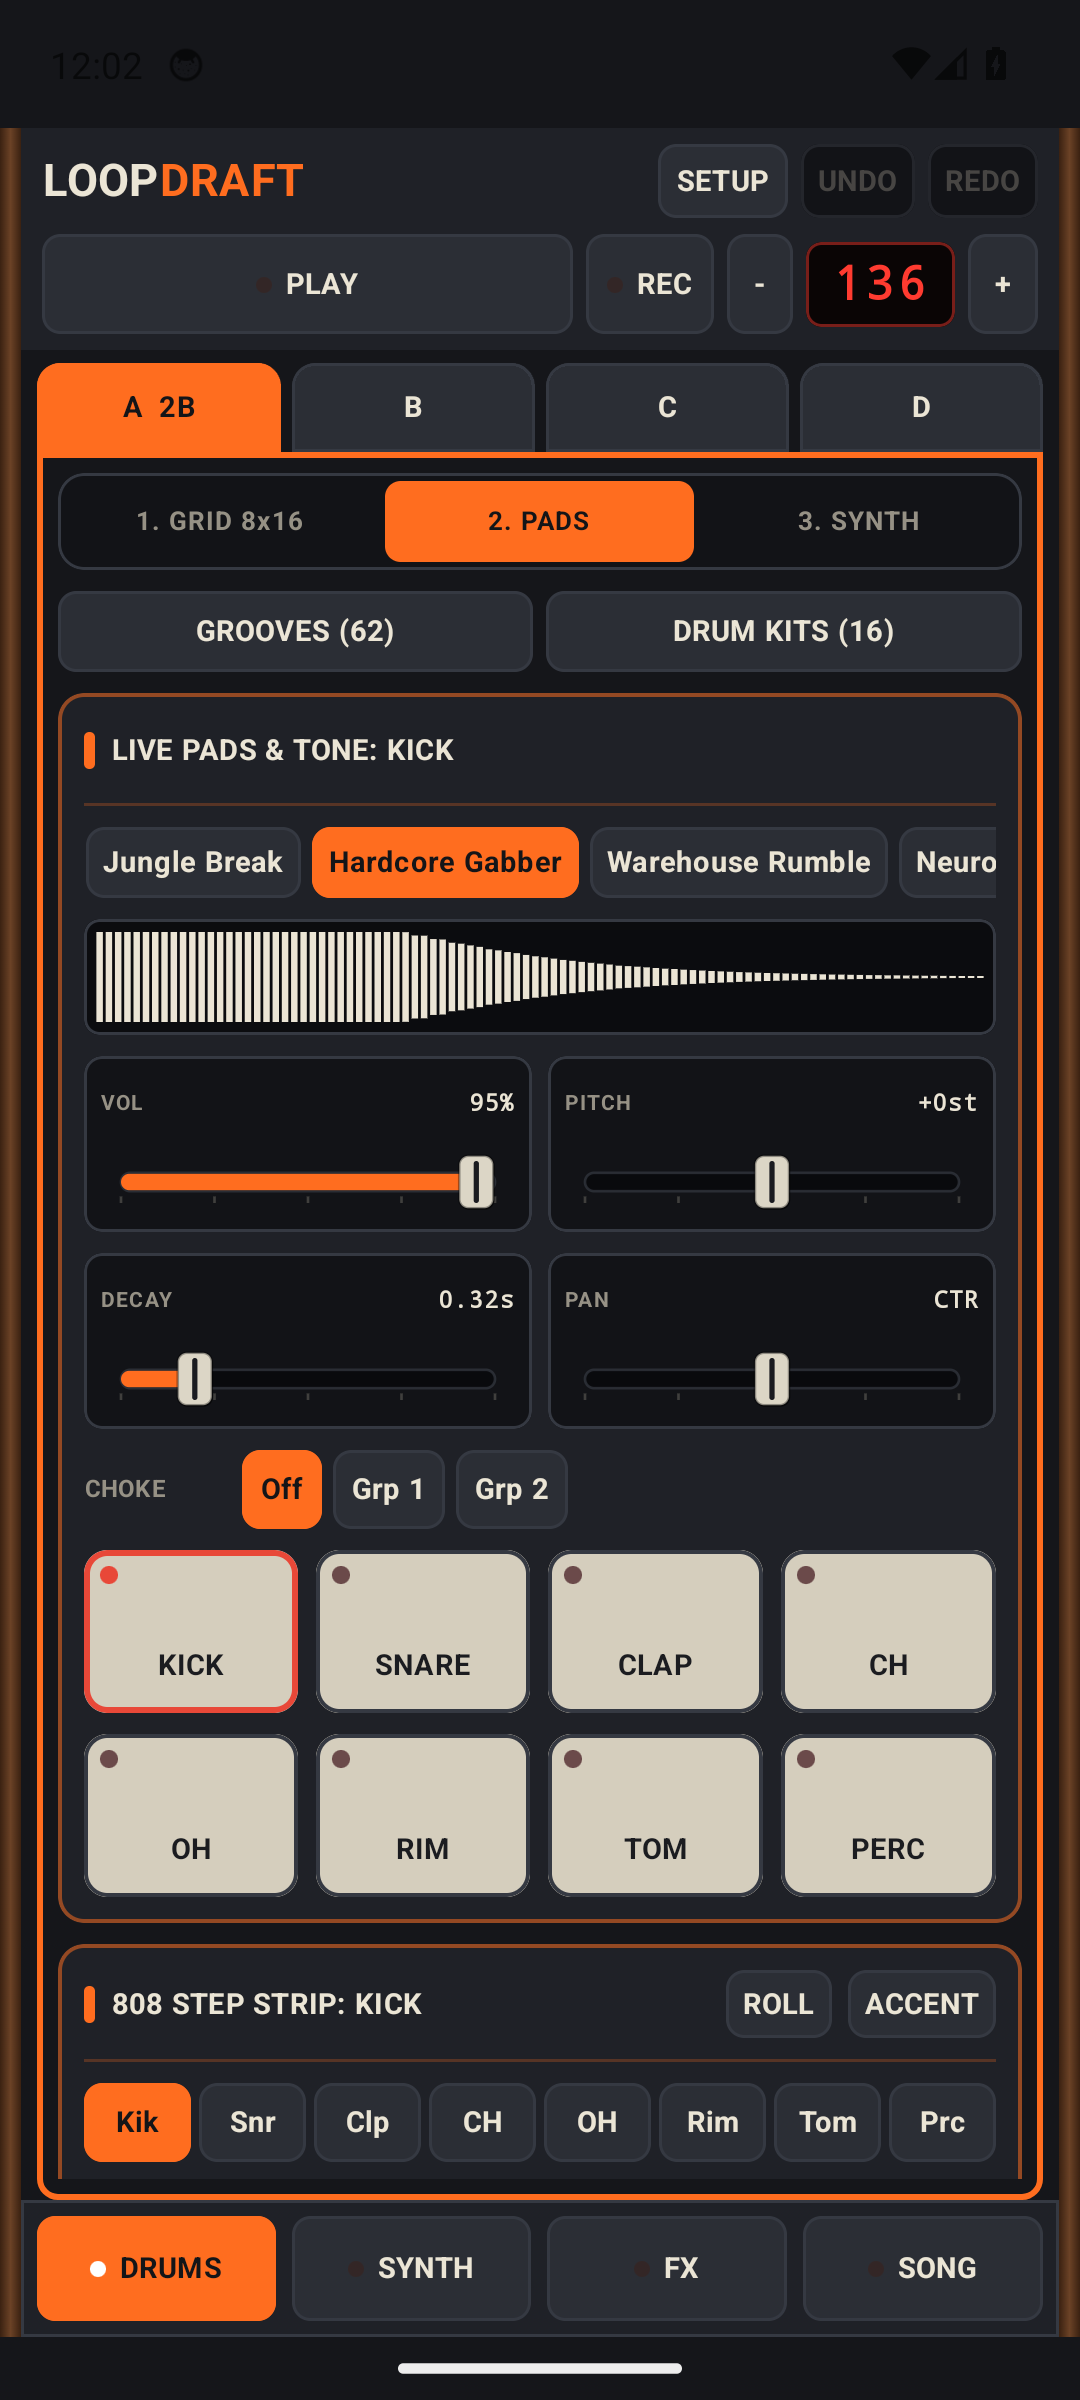 12:02
LOOPDRAFT SETUP UNDO REDO
PLAY REC - 136 +
A 2B B C D
1. GRID 8x16 2. PADS 3. SYNTH
GROOVES (62) DRUM KITS (16)
LIVE PADS & TONE: KICK
Jungle Break Hardcore Gabber Warehouse Rumble Neuro
VOL 95% PITCH +0st
DECAY 0.32s PAN CTR
CHOKE Off Grp 1 Grp 2
KICK SNARE CLAP CH
OH RIM TOM PERC
808 STEP STRIP: KICK ROLL ACCENT
Kik Snr Clp CH OH Rim Tom Prc
DRUMS SYNTH FX SONG